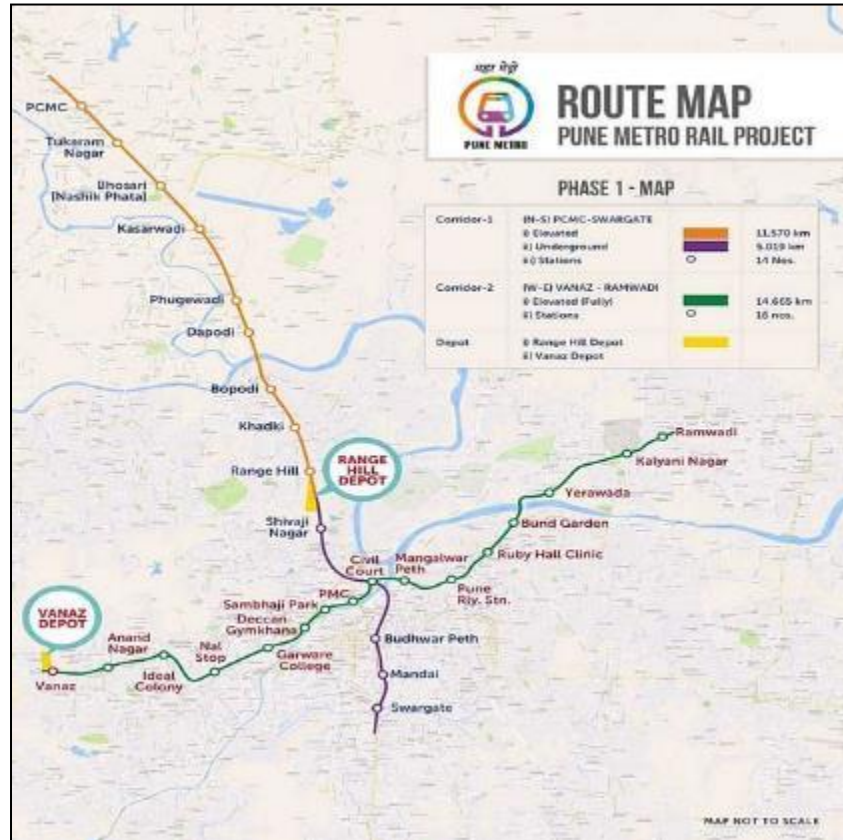 महा मेट्रो
PUNE METRO
ROUTE MAP
PUNE METRO RAIL PROJECT
PHASE 1 - MAP
Corridor-1 (N-S) PCMC-SWARGATE
i) Elevated 11.570 km
ii) Underground 5.019 km
iii) Stations 14 Nos.
Corridor-2 (W-E) VANAZ - RAMWADI
i) Elevated (Fully) 14.665 km
ii) Stations 16 nos.
Depot i) Range Hill Depot
ii) Vanaz Depot
PCMC
Tukaram
Nagar
Bhosari
(Nashik Phata)
Kasarwadi
Phugewadi
Dapodi
Bopodi
Khadki
Range Hill
RANGE
HILL
DEPOT
Shivaji
Nagar
Ramwadi
Kalyani Nagar
Yerawada
Bund Garden
Ruby Hall Clinic
Pune
Rly. Stn.
Mangalwar
Peth
Civil
Court
PMC
Sambhaji Park
Deccan
Gymkhana
Garware
College
Nal
Stop
Ideal
Colony
Anand
Nagar
VANAZ
DEPOT
Vanaz
Budhwar Peth
Mandai
Swargate
MAP NOT TO SCALE